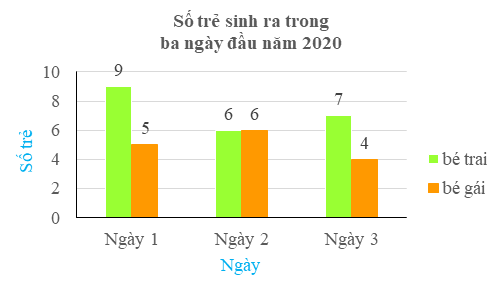 Số trẻ sinh ra trong
ba ngày đầu năm 2020
Số trẻ
10
8
6
4
2
0
9
5
6
6
7
4
Ngày 1
Ngày 2
Ngày 3
Ngày
bé trai
bé gái